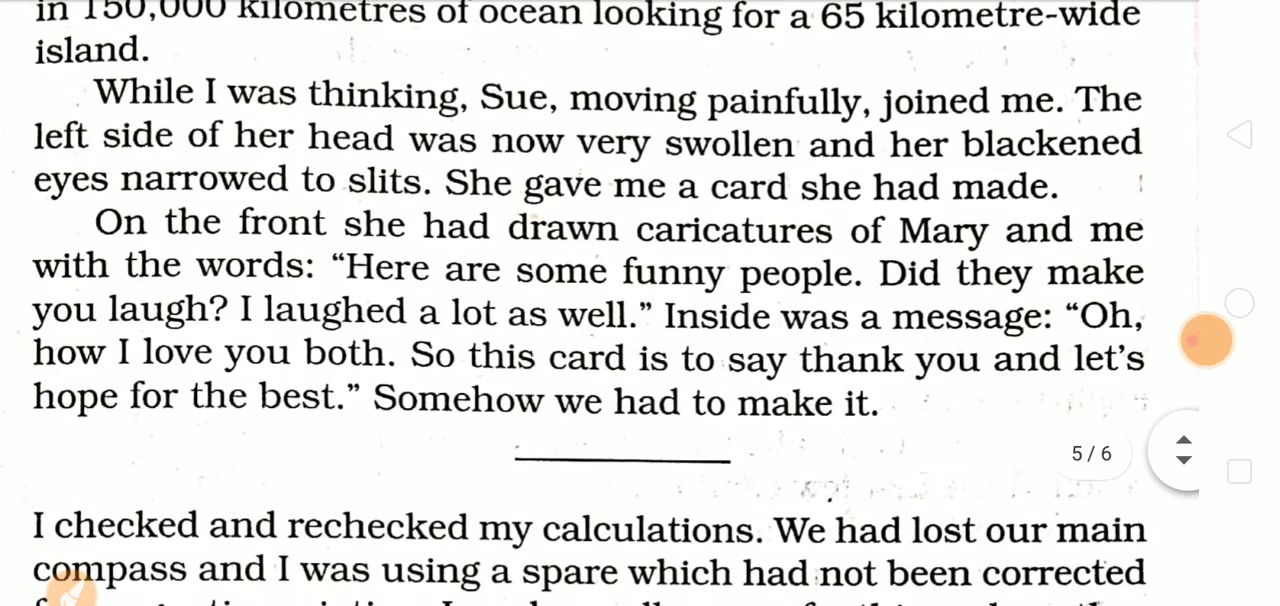 in 150,000 kilometres of ocean looking for a 65 kilometre-wide
island.
While I was thinking, Sue, moving painfully, joined me. The
left side of her head was now very swollen and her blackened
eyes narrowed to slits. She gave me a card she had made.
On the front she had drawn caricatures of Mary and me
with the words: “Here are some funny people. Did they make
you laugh? I laughed a lot as well.” Inside was a message: “Oh,
how I love you both. So this card is to say thank you and let’s
hope for the best.” Somehow we had to make it.
5 / 6
I checked and rechecked my calculations. We had lost our main
compass and I was using a spare which had not been corrected